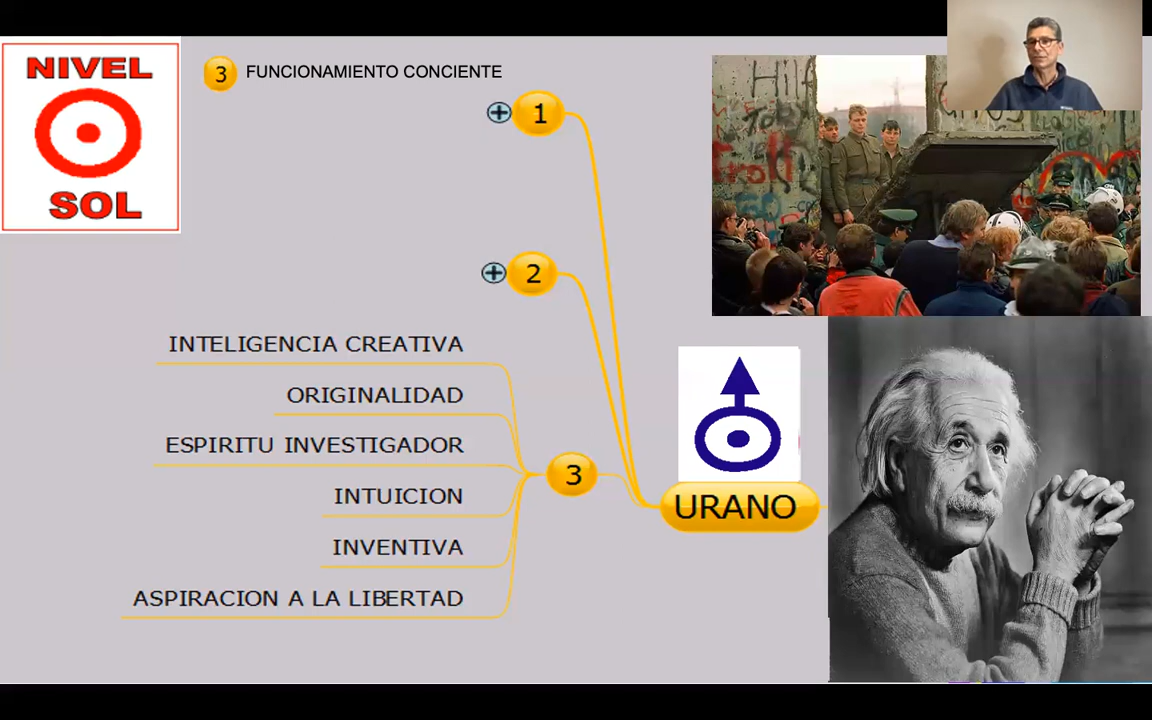 NIVEL
SOL
3 FUNCIONAMIENTO CONCIENTE
1
2
3
INTELIGENCIA CREATIVA
ORIGINALIDAD
ESPIRITU INVESTIGADOR
INTUICION
INVENTIVA
ASPIRACION A LA LIBERTAD
URANO